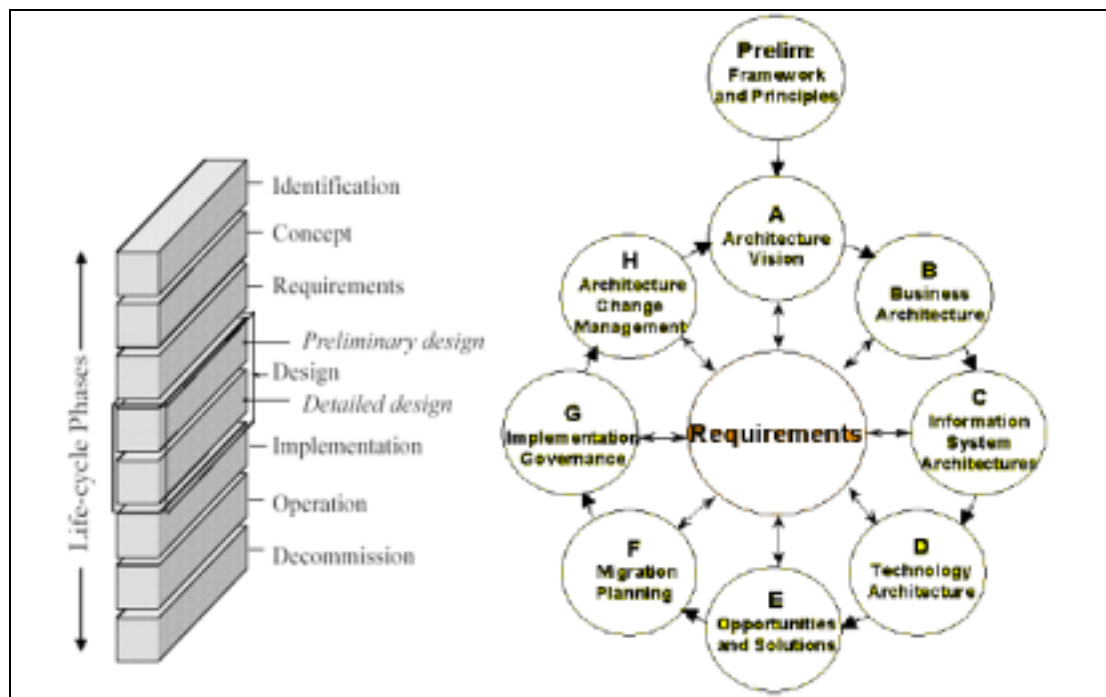 Life-cycle Phases
Identification
Concept
Requirements
Preliminary design
Design
Detailed design
Implementation
Operation
Decommission
Prelim:
Framework
and Principles
A
Architecture
Vision
B
Business
Architecture
C
Information
System
Architectures
D
Technology
Architecture
E
Opportunities
and Solutions
F
Migration
Planning
G
Implementation
Governance
H
Architecture
Change
Management
Requirements